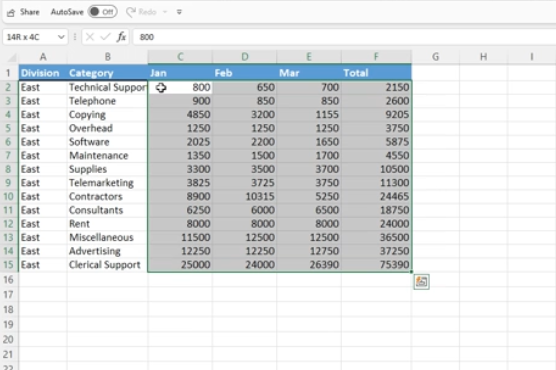 Share AutoSave Off Redo
14R x 4C fx 800
A B C D E F G H I
1 Division Category Jan Feb Mar Total
2 East Technical Suppor 800 650 700 2150
3 East Telephone 900 850 850 2600
4 East Copying 4850 3200 1155 9205
5 East Overhead 1250 1250 1250 3750
6 East Software 2025 2200 1650 5875
7 East Maintenance 1350 1500 1700 4550
8 East Supplies 3300 3500 3700 10500
9 East Telemarketing 3825 3725 3750 11300
10 East Contractors 8900 10315 5250 24465
11 East Consultants 6250 6000 6500 18750
12 East Rent 8000 8000 8000 24000
13 East Miscellaneous 11500 12500 12500 36500
14 East Advertising 12250 12250 12750 37250
15 East Clerical Support 25000 24000 26390 75390
16
17
18
19
20
21
22